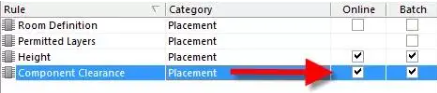 Rule Category Online Batch
Room Definition Placement
Permitted Layers Placement
Height Placement
Component Clearance Placement